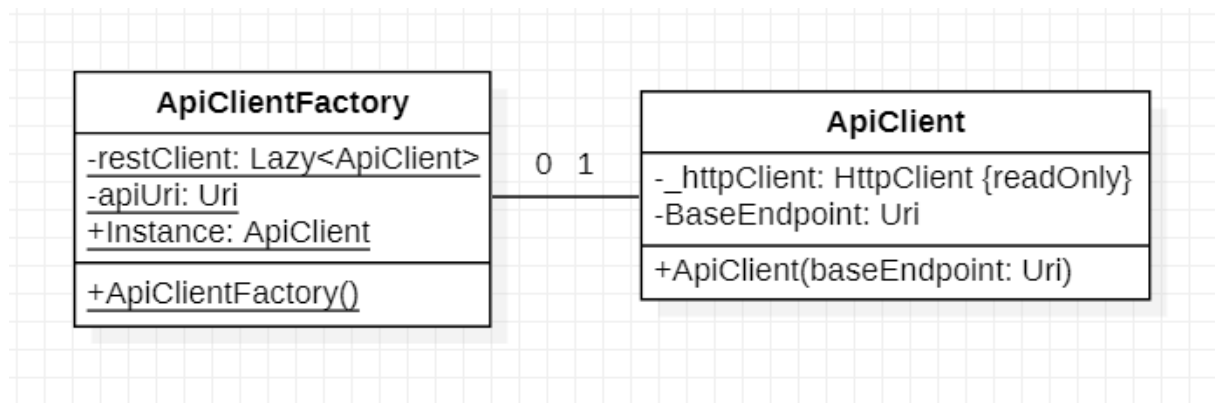 ApiClientFactory
-restClient: Lazy<ApiClient>
-apiUri: Uri
+Instance: ApiClient
+ApiClientFactory()
0 1
ApiClient
-_httpClient: HttpClient {readOnly}
-BaseEndpoint: Uri
+ApiClient(baseEndpoint: Uri)